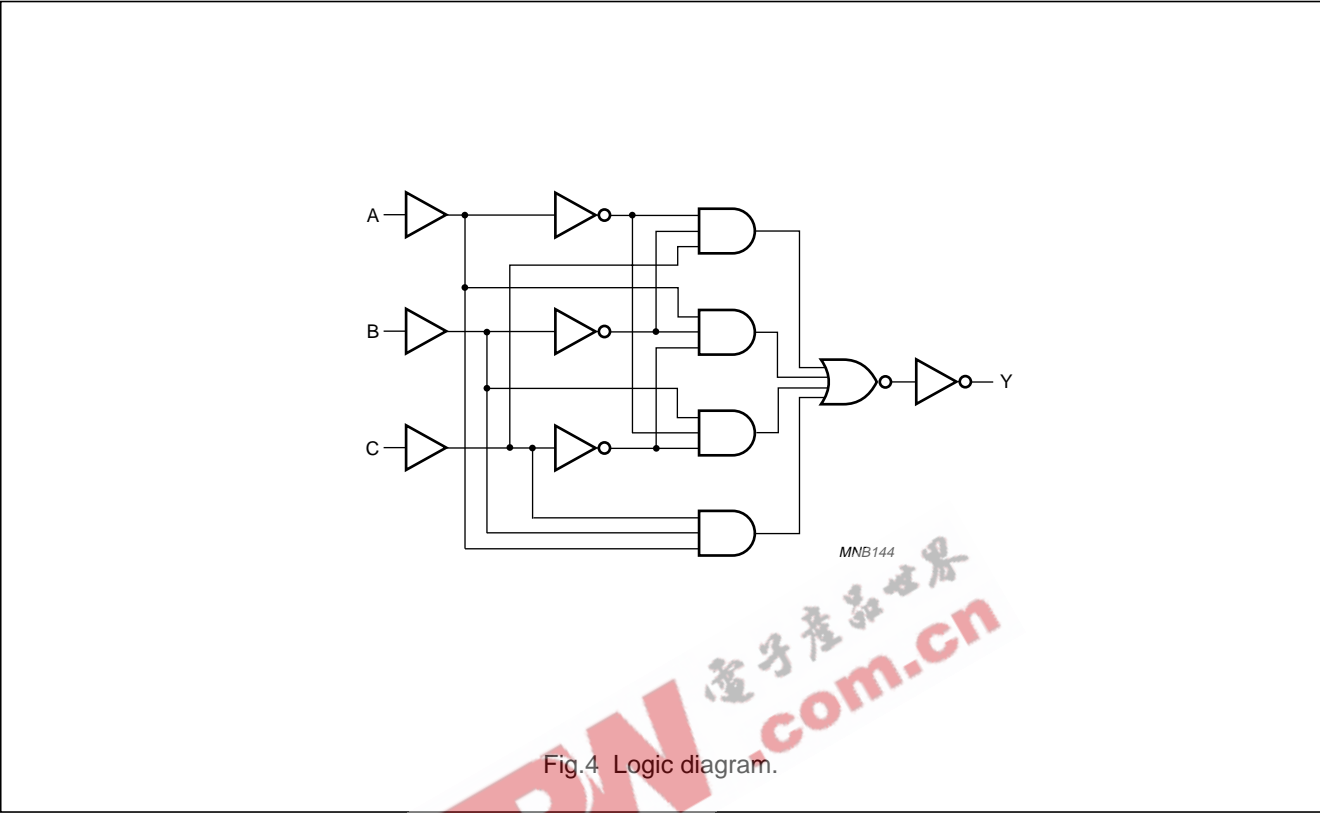 A
B
C
Y
MNB144
電子產品世界
.com.cn
Fig.4 Logic diagram.